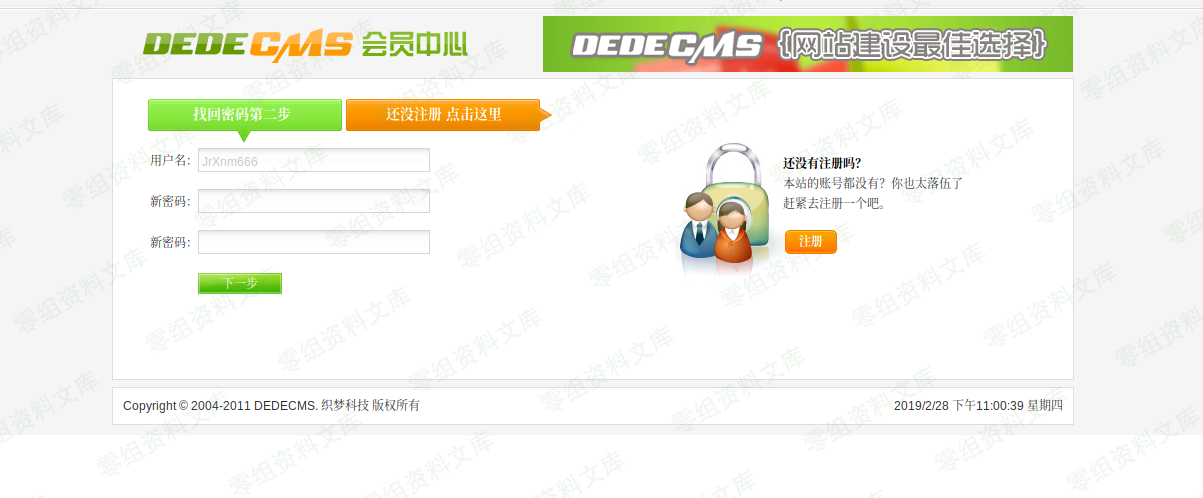 DEDECMS 会员中心
DEDECMS {网站建设最佳选择}
找回密码第二步
还没注册 点击这里
用户名： JrXnm666
新密码：
新密码：
下一步
还没有注册吗？
本站的账号都没有？你也太落伍了
赶紧去注册一个吧。
注册
Copyright © 2004-2011 DEDECMS. 织梦科技 版权所有
2019/2/28 下午11:00:39 星期四
零组资料文库